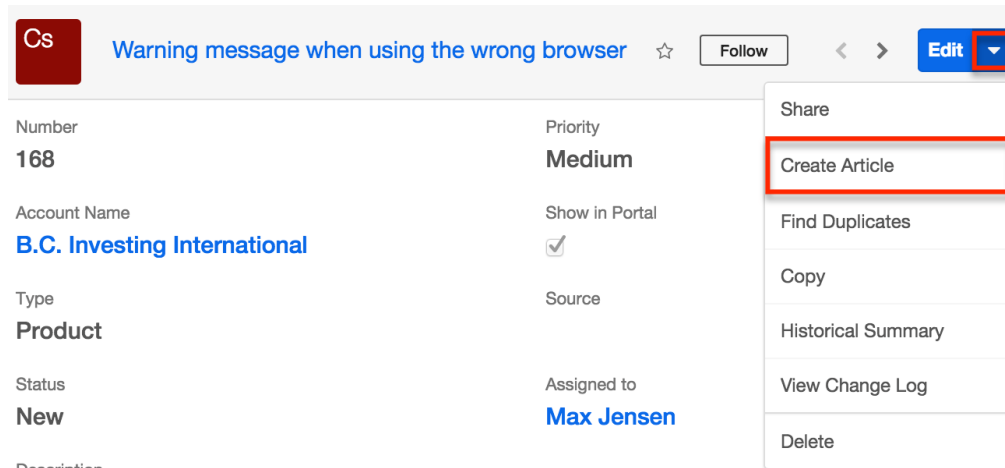 Cs
Warning message when using the wrong browser
Follow
Edit
Share
Create Article
Find Duplicates
Copy
Historical Summary
View Change Log
Delete
Number
168
Priority
Medium
Account Name
B.C. Investing International
Show in Portal
Type
Product
Source
Status
New
Assigned to
Max Jensen
Description